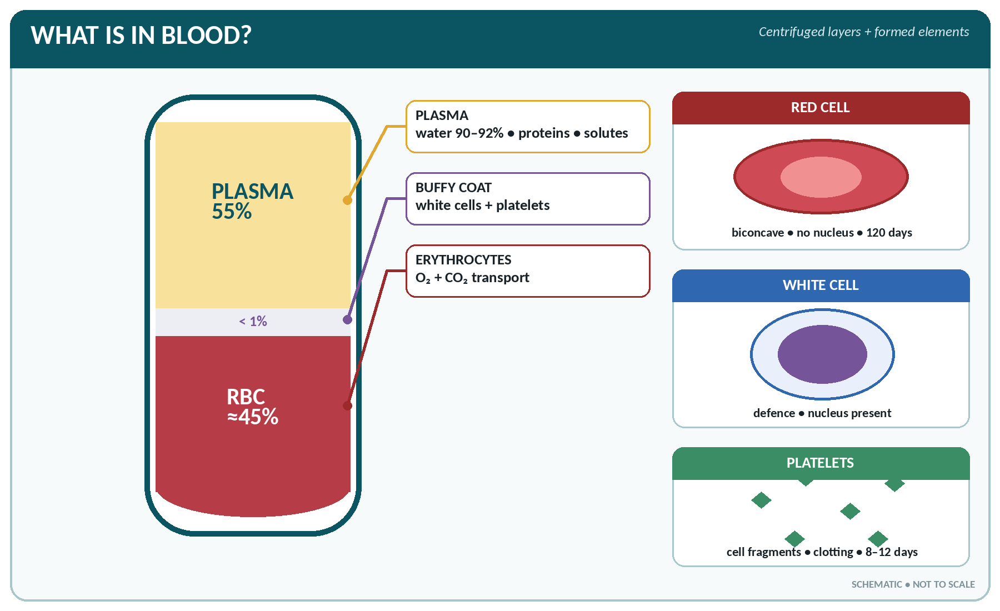 WHAT IS IN BLOOD?
Centrifuged layers + formed elements
PLASMA
55%
< 1%
RBC
≈45%
PLASMA
water 90–92% ● proteins ● solutes
BUFFY COAT
white cells + platelets
ERYTHROCYTES
O₂ + CO₂ transport
RED CELL
biconcave ● no nucleus ● 120 days
WHITE CELL
defence ● nucleus present
PLATELETS
cell fragments ● clotting ● 8–12 days
SCHEMATIC ● NOT TO SCALE